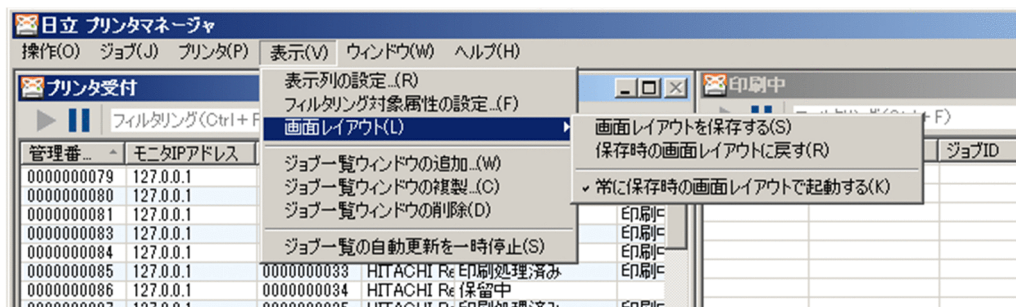 日立 プリンタマネージャ
操作(O) ジョブ(J) プリンタ(P) 表示(V) ウィンドウ(W) ヘルプ(H)
プリンタ受付
印刷中
フィルタリング(Ctrl+F
F)
管理番... モニタIPアドレス
ジョブID
表示列の設定...(R)
フィルタリング対象属性の設定...(F)
画面レイアウト(L)
ジョブ一覧ウィンドウの追加...(W)
ジョブ一覧ウィンドウの複製...(C)
ジョブ一覧ウィンドウの削除(D)
ジョブ一覧の自動更新を一時停止(S)
画面レイアウトを保存する(S)
保存時の画面レイアウトに戻す(R)
常に保存時の画面レイアウトで起動する(K)
0000000079 127.0.0.1
0000000080 127.0.0.1
0000000081 127.0.0.1 印刷
0000000083 127.0.0.1 印刷
0000000084 127.0.0.1 印刷
0000000085 127.0.0.1 0000000033 HITACHI Re 印刷処理済み 印刷
0000000086 127.0.0.1 0000000034 HITACHI Re 保留中